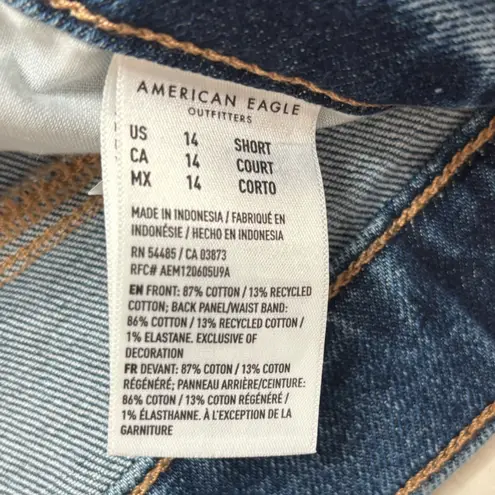 AMERICAN EAGLE
OUTFITTERS
US 14 SHORT
CA 14 COURT
MX 14 CORTO
MADE IN INDONESIA / FABRIQUÉ EN
INDONÉSIE / HECHO EN INDONESIA
RN 54485 / CA 03873
RFC# AEM120605U9A
EN FRONT: 87% COTTON / 13% RECYCLED
COTTON; BACK PANEL/WAIST BAND:
86% COTTON / 13% RECYCLED COTTON /
1% ELASTANE. EXCLUSIVE OF
DECORATION
FR DEVANT: 87% COTON / 13% COTON
RÉGÉNÉRÉ; PANNEAU ARRIÈRE/CEINTURE:
86% COTON / 13% COTON RÉGÉNÉRÉ /
1% ÉLASTHANNE. À L'EXCEPTION DE LA
GARNITURE